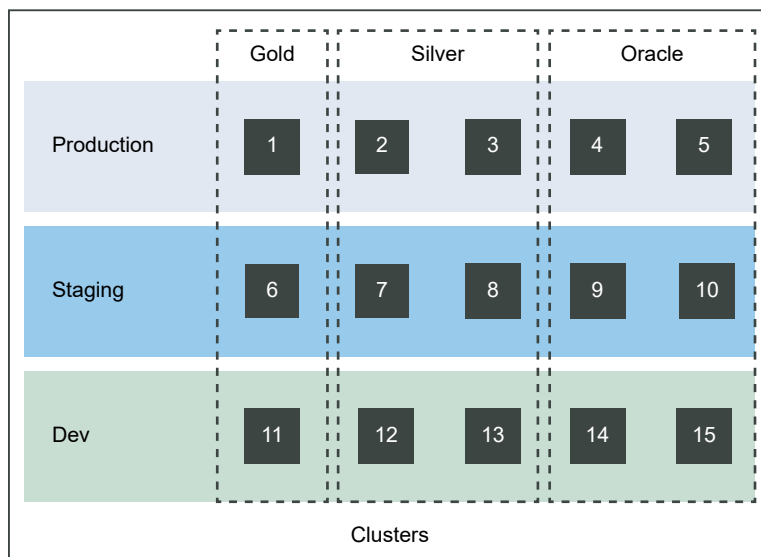 Gold Silver Oracle
Production 1 2 3 4 5
Staging 6 7 8 9 10
Dev 11 12 13 14 15
Clusters